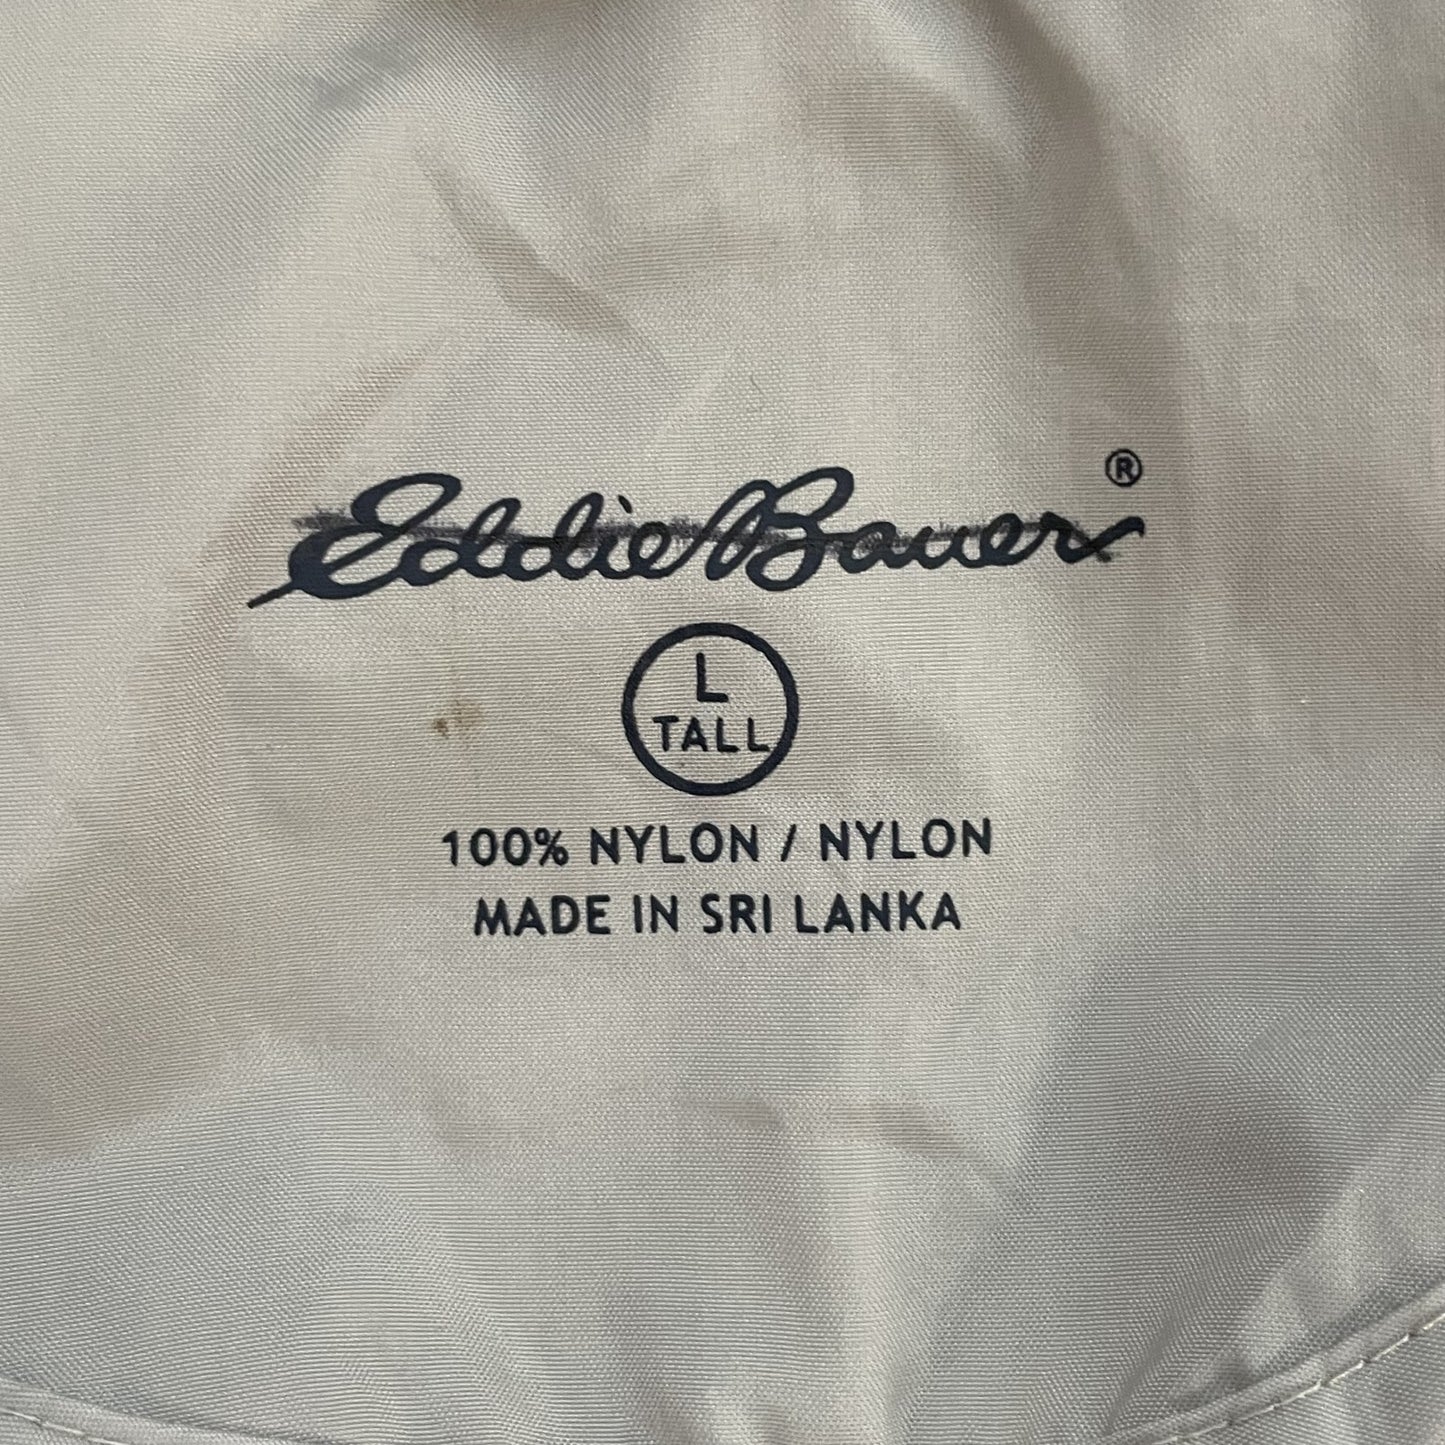 Eddie Bauer®
L
TALL
100% NYLON / NYLON
MADE IN SRI LANKA